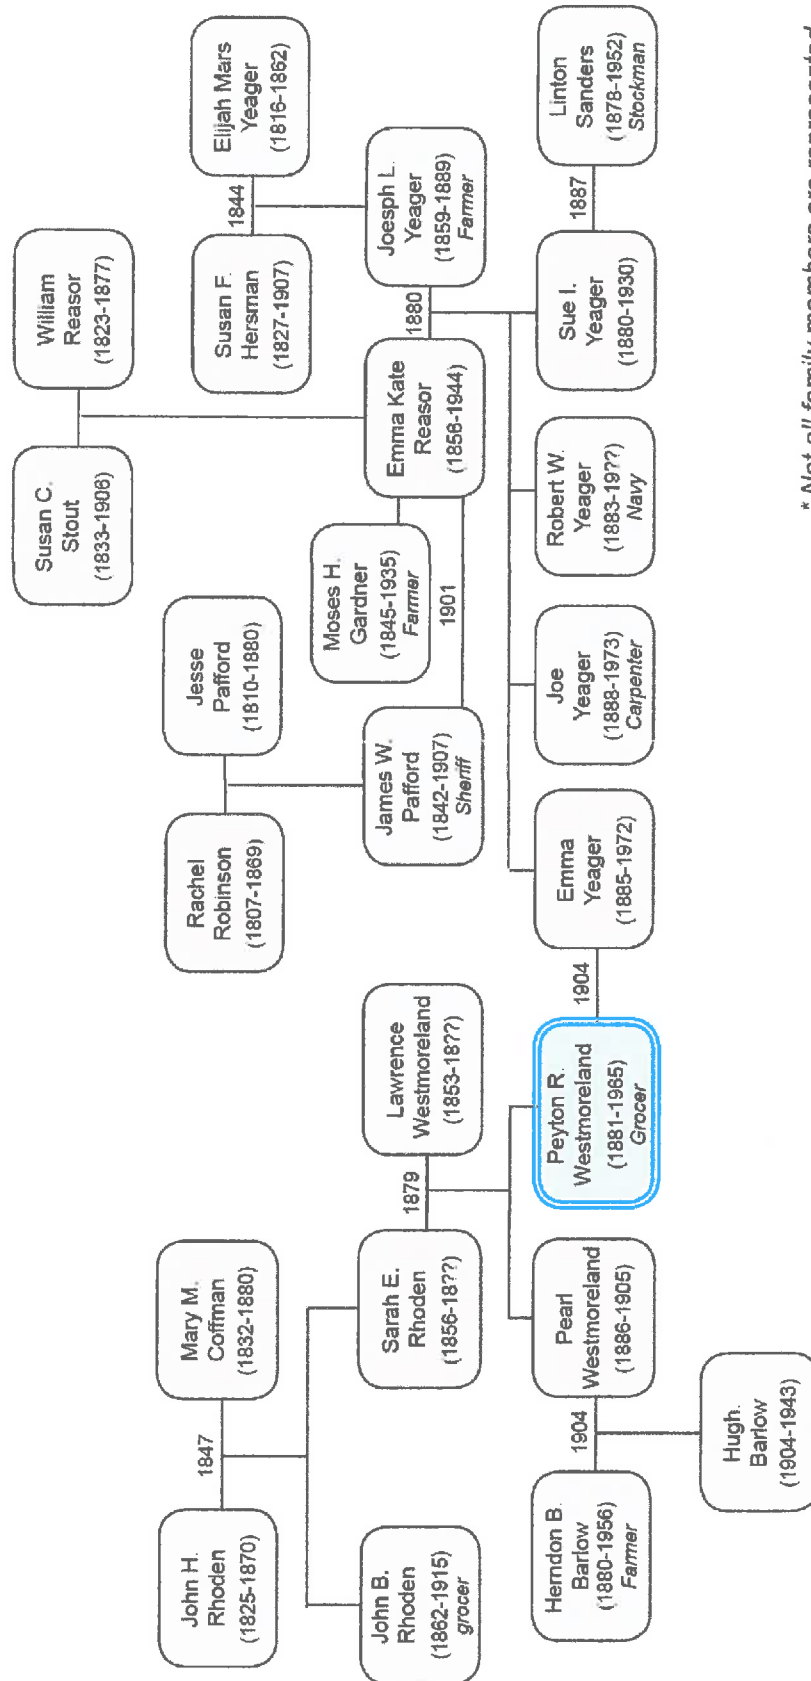 Susan C.
Stout
(1833-1906)
William
Reasor
(1823-1877)
John H.
Rhoden
(1825-1870)
1847
Mary M.
Coffman
(1832-1880)
Rachel
Robinson
(1807-1869)
Jesse
Pafford
(1810-1880)
Susan F.
Hersman
(1827-1907)
1844
Elijah Mars
Yeager
(1816-1862)
John B.
Rhoden
(1862-1915)
grocer
Sarah E.
Rhoden
(1856-18??)
1879
Lawrence
Westmoreland
(1853-18??)
James W.
Pafford
(1842-1907)
Sheriff
1901
Moses H.
Gardner
(1845-1935)
Farmer
Emma Kate
Reasor
(1856-1944)
1880
Joesph L.
Yeager
(1859-1889)
Farmer
Herndon B.
Barlow
(1880-1956)
Farmer
1904
Pearl
Westmoreland
(1886-1905)
Peyton R.
Westmoreland
(1881-1965)
Grocer
1904
Emma
Yeager
(1885-1972)
Joe
Yeager
(1888-1973)
Carpenter
Robert W.
Yeager
(1883-19??)
Navy
Sue I.
Yeager
(1880-1930)
1887
Linton
Sanders
(1878-1952)
Stockman
Hugh.
Barlow
(1904-1943)
* Not all family members are represented